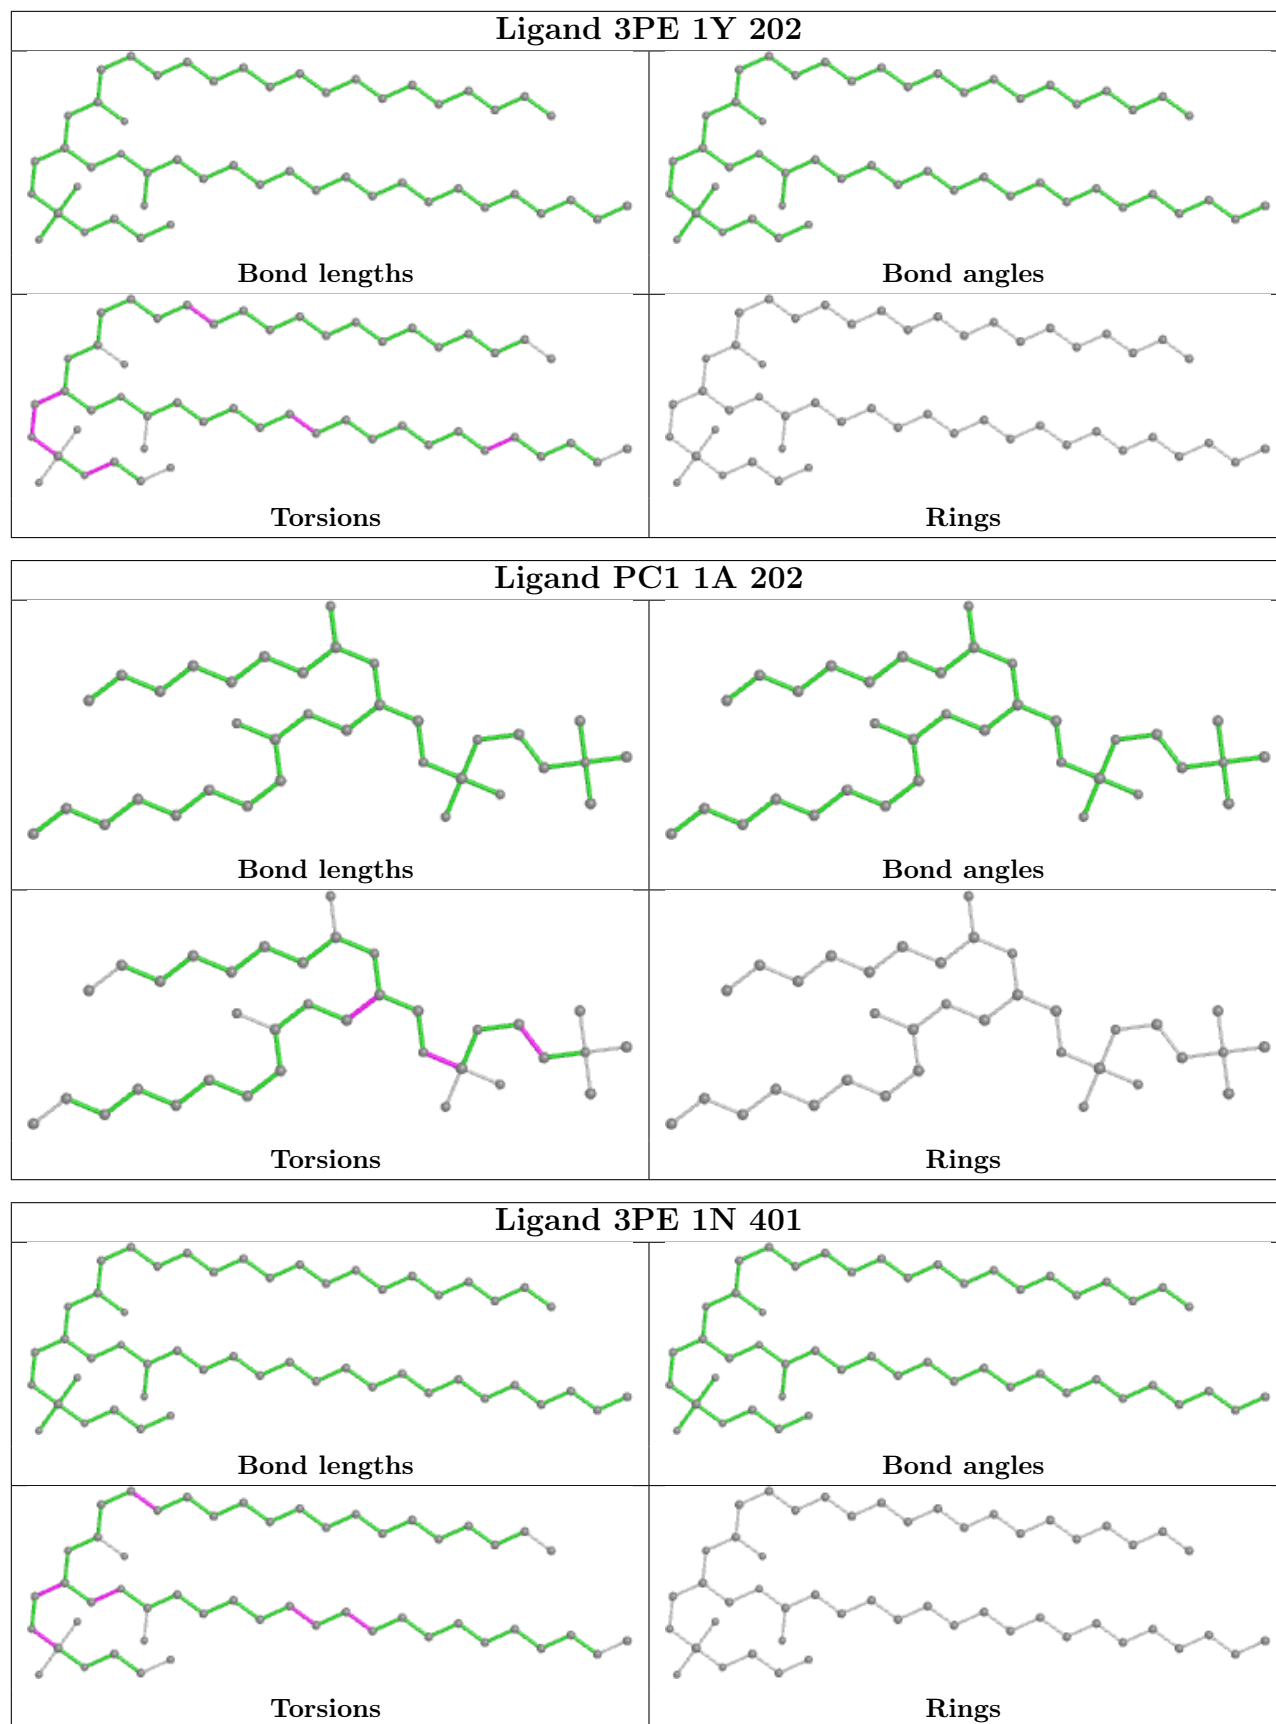 Ligand 3PE 1Y 202
Bond lengths
Bond angles
Torsions
Rings
Ligand PC1 1A 202
Bond lengths
Bond angles
Torsions
Rings
Ligand 3PE 1N 401
Bond lengths
Bond angles
Torsions
Rings